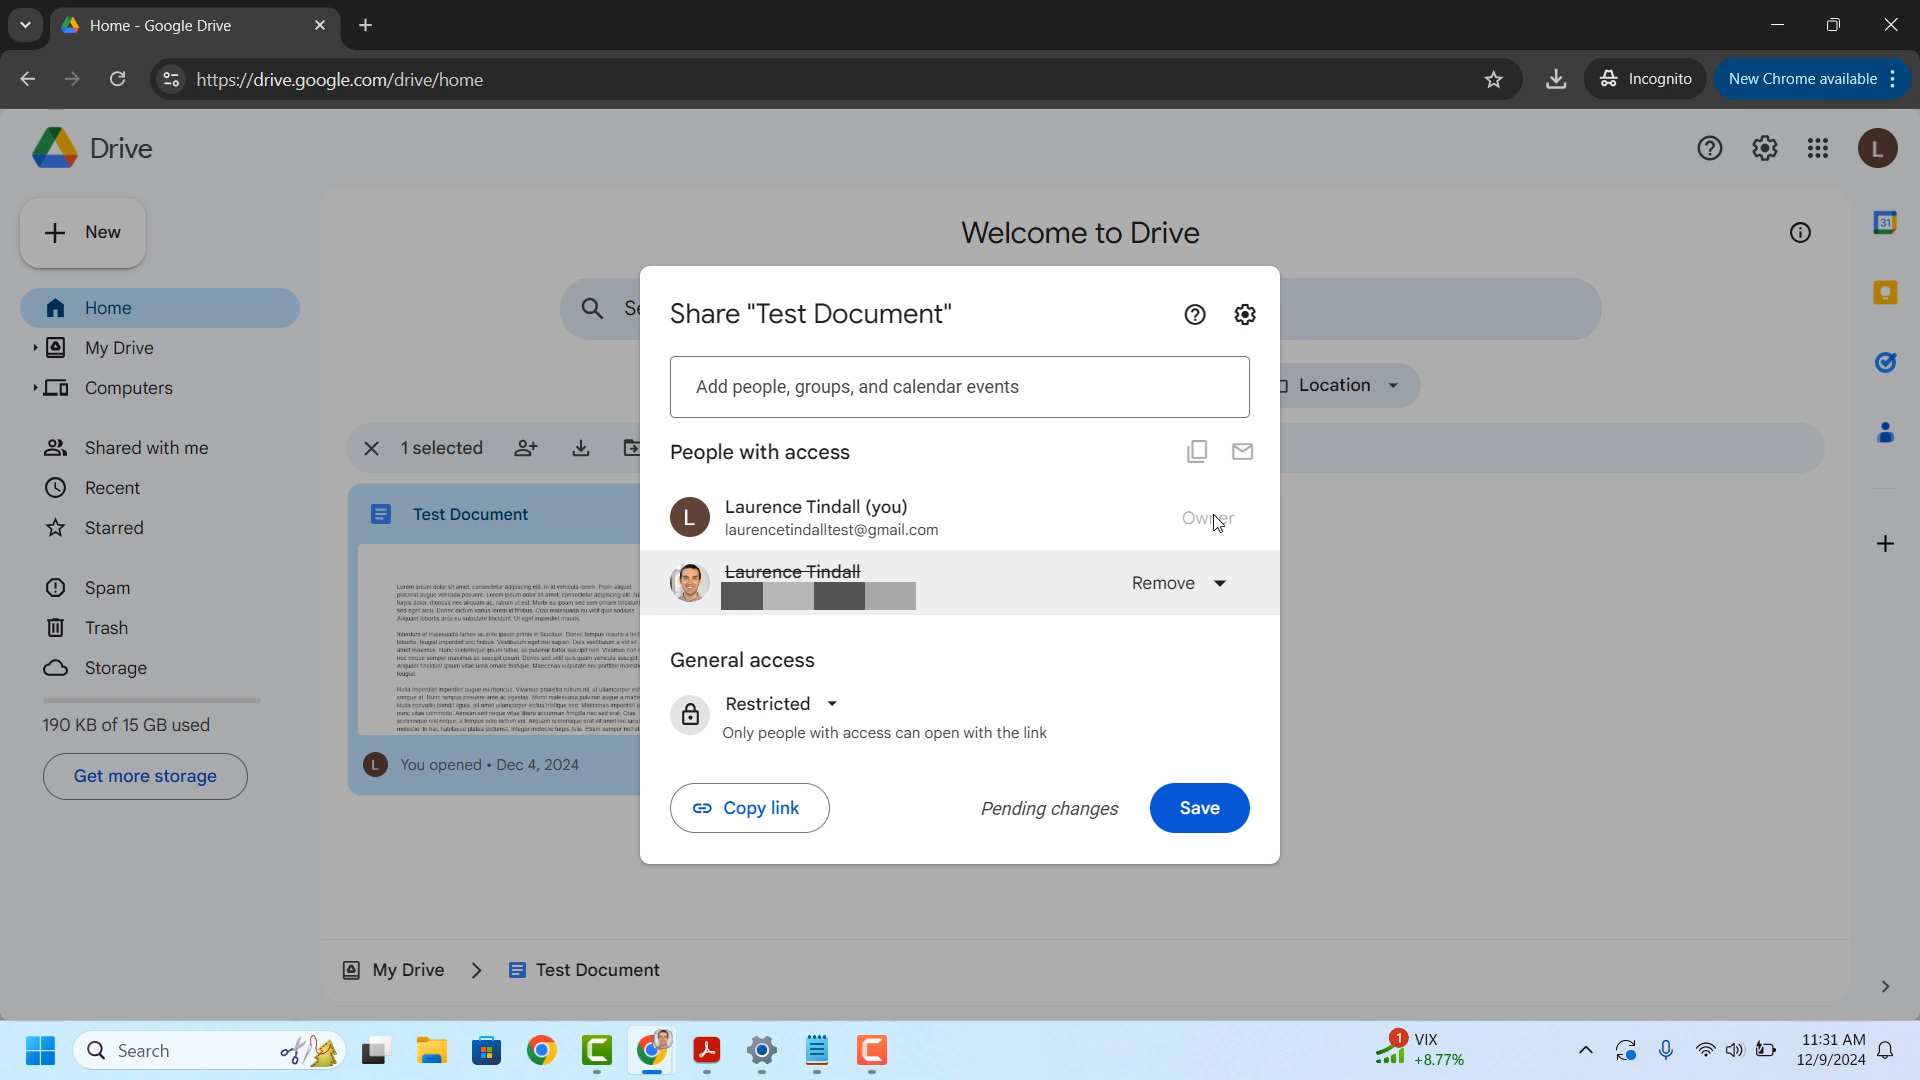 Home - Google Drive
https://drive.google.com/drive/home
Incognito
New Chrome available
Drive
New
Home
My Drive
Computers
Shared with me
Recent
Starred
Spam
Trash
Storage
190 KB of 15 GB used
Get more storage
Welcome to Drive
Location
1 selected
Test Document
You opened • Dec 4, 2024
Share "Test Document"
Add people, groups, and calendar events
People with access
L
Laurence Tindall (you)
laurencetindalltest@gmail.com
Owner
Laurence Tindall
Remove
General access
Restricted
Only people with access can open with the link
Copy link
Pending changes
Save
L
L
31
My Drive
Test Document
Search
1
VIX
+8.77%
11:31 AM
12/9/2024